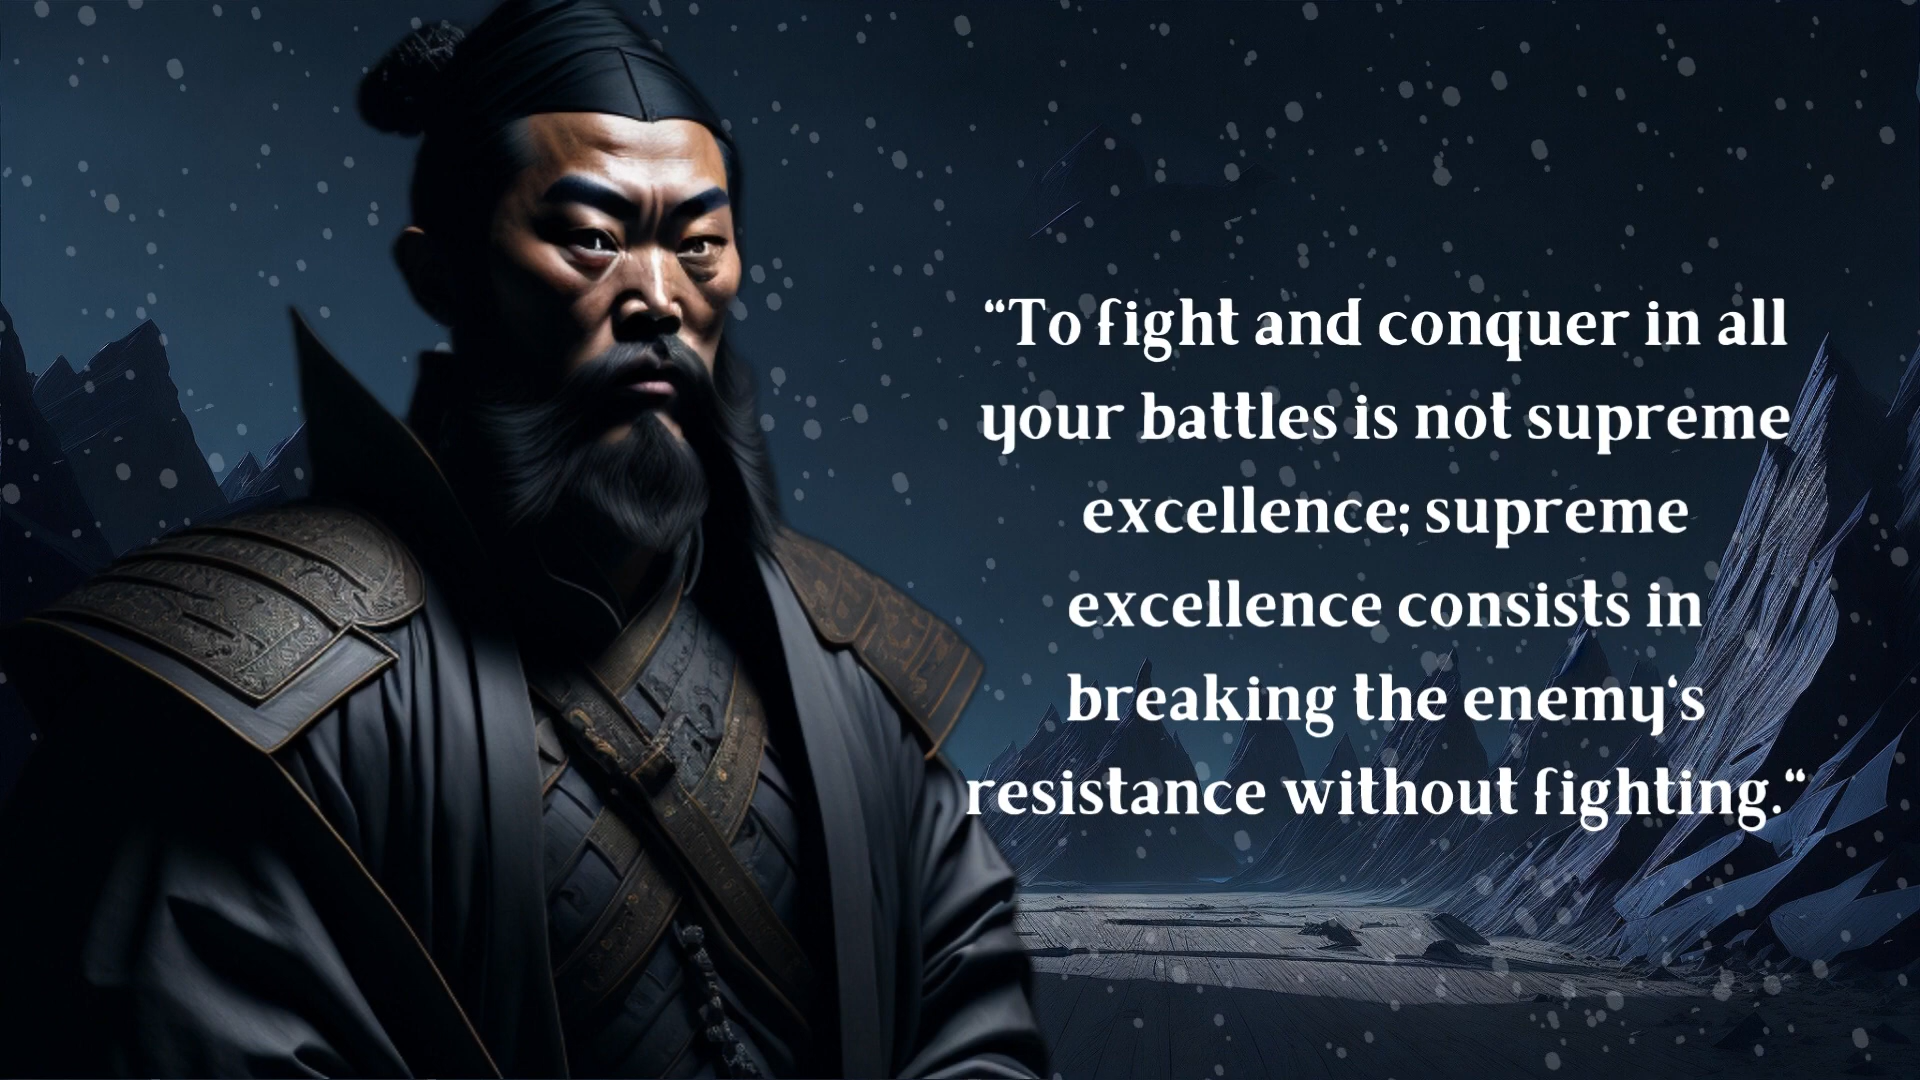 “To fight and conquer in all
your battles is not supreme
excellence; supreme
excellence consists in
breaking the enemy‘s
resistance without fighting.“